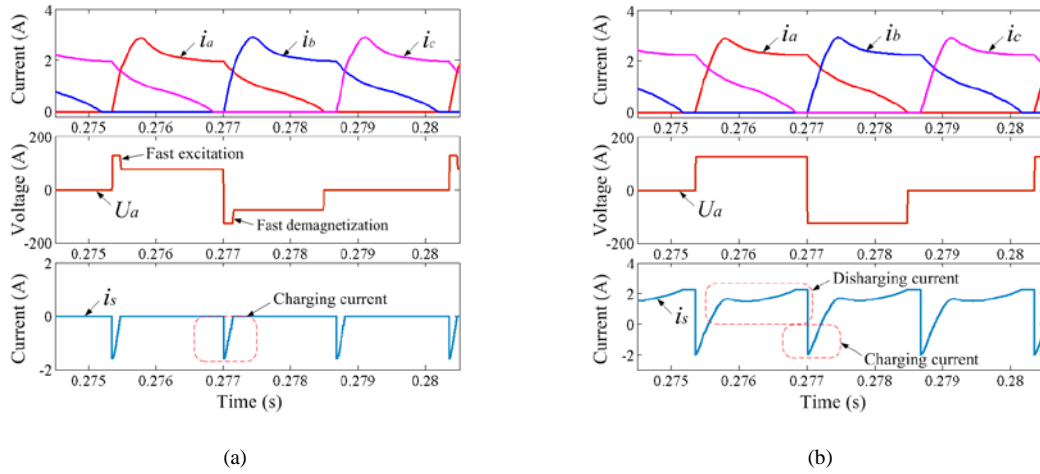 4
2
0
Current (A)
ia
ib
ic
0.275
0.276
0.277
0.278
0.279
0.28
200
0
-200
Voltage (A)
Fast excitation
Ua
Fast demagnetization
0.275
0.276
0.277
0.278
0.279
0.28
2
0
2
Current (A)
is
Charging current
0.275
0.276
0.277
0.278
0.279
0.28
Time (s)
(a)
4
2
0
Current (A)
ia
ib
ic
0.275
0.276
0.277
0.278
0.279
0.28
200
0
-200
Voltage (A)
Ua
0.275
0.276
0.277
0.278
0.279
0.28
4
2
0
-2
Current (A)
Disharging current
is
Charging current
0.275
0.276
0.277
0.278
0.279
0.28
Time (s)
(b)